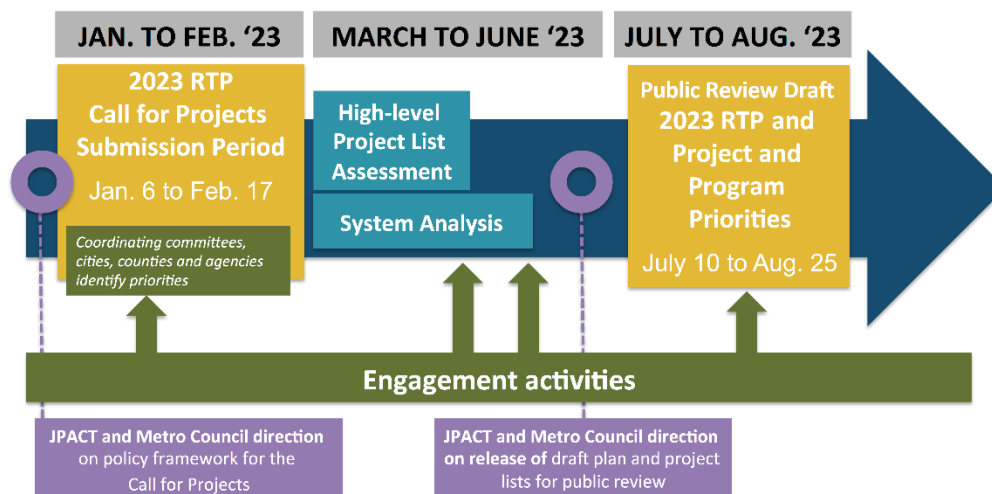 JAN. TO FEB. ‘23
MARCH TO JUNE ‘23
JULY TO AUG. ‘23
2023 RTP
Call for Projects
Submission Period
Jan. 6 to Feb. 17
Coordinating committees,
cities, counties and agencies
identify priorities
High-level
Project List
Assessment
System Analysis
Public Review Draft
2023 RTP and
Project and
Program
Priorities
July 10 to Aug. 25
Engagement activities
JPACT and Metro Council direction
on policy framework for the
Call for Projects
JPACT and Metro Council direction
on release of draft plan and project
lists for public review